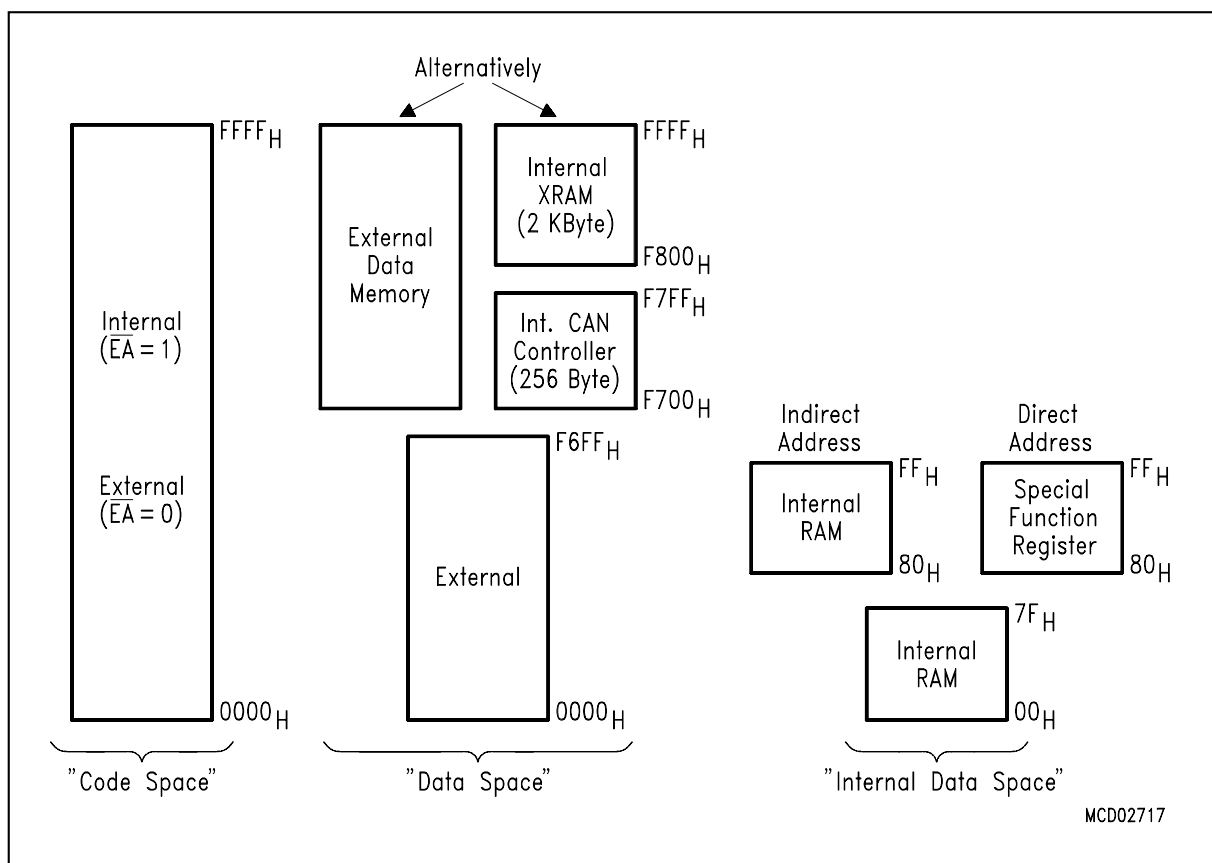 Alternatively
FFFFH
Internal
(EA = 1)
External
(EA = 0)
0000H
"Code Space"
External
Data
Memory
FFFFH
Internal
XRAM
(2 KByte)
F800H
F7FFH
Int. CAN
Controller
(256 Byte)
F700H
F6FFH
External
0000H
"Data Space"
Indirect
Address
FFH
Internal
RAM
80H
Direct
Address
FFH
Special
Function
Register
80H
7FH
Internal
RAM
00H
"Internal Data Space"
MCD02717